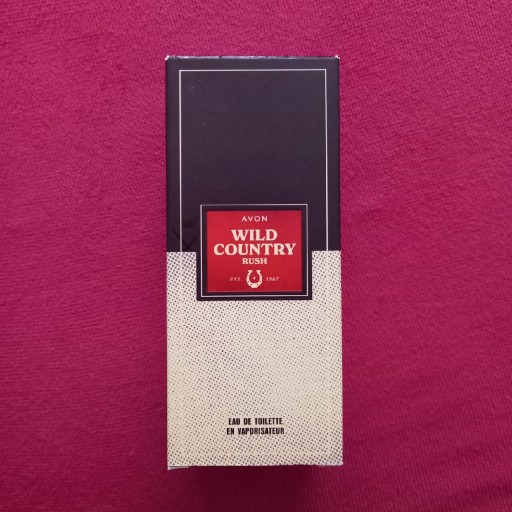 AVON
WILD
COUNTRY
RUSH
EST. 1967
EAU DE TOILETTE
EN VAPORISATEUR